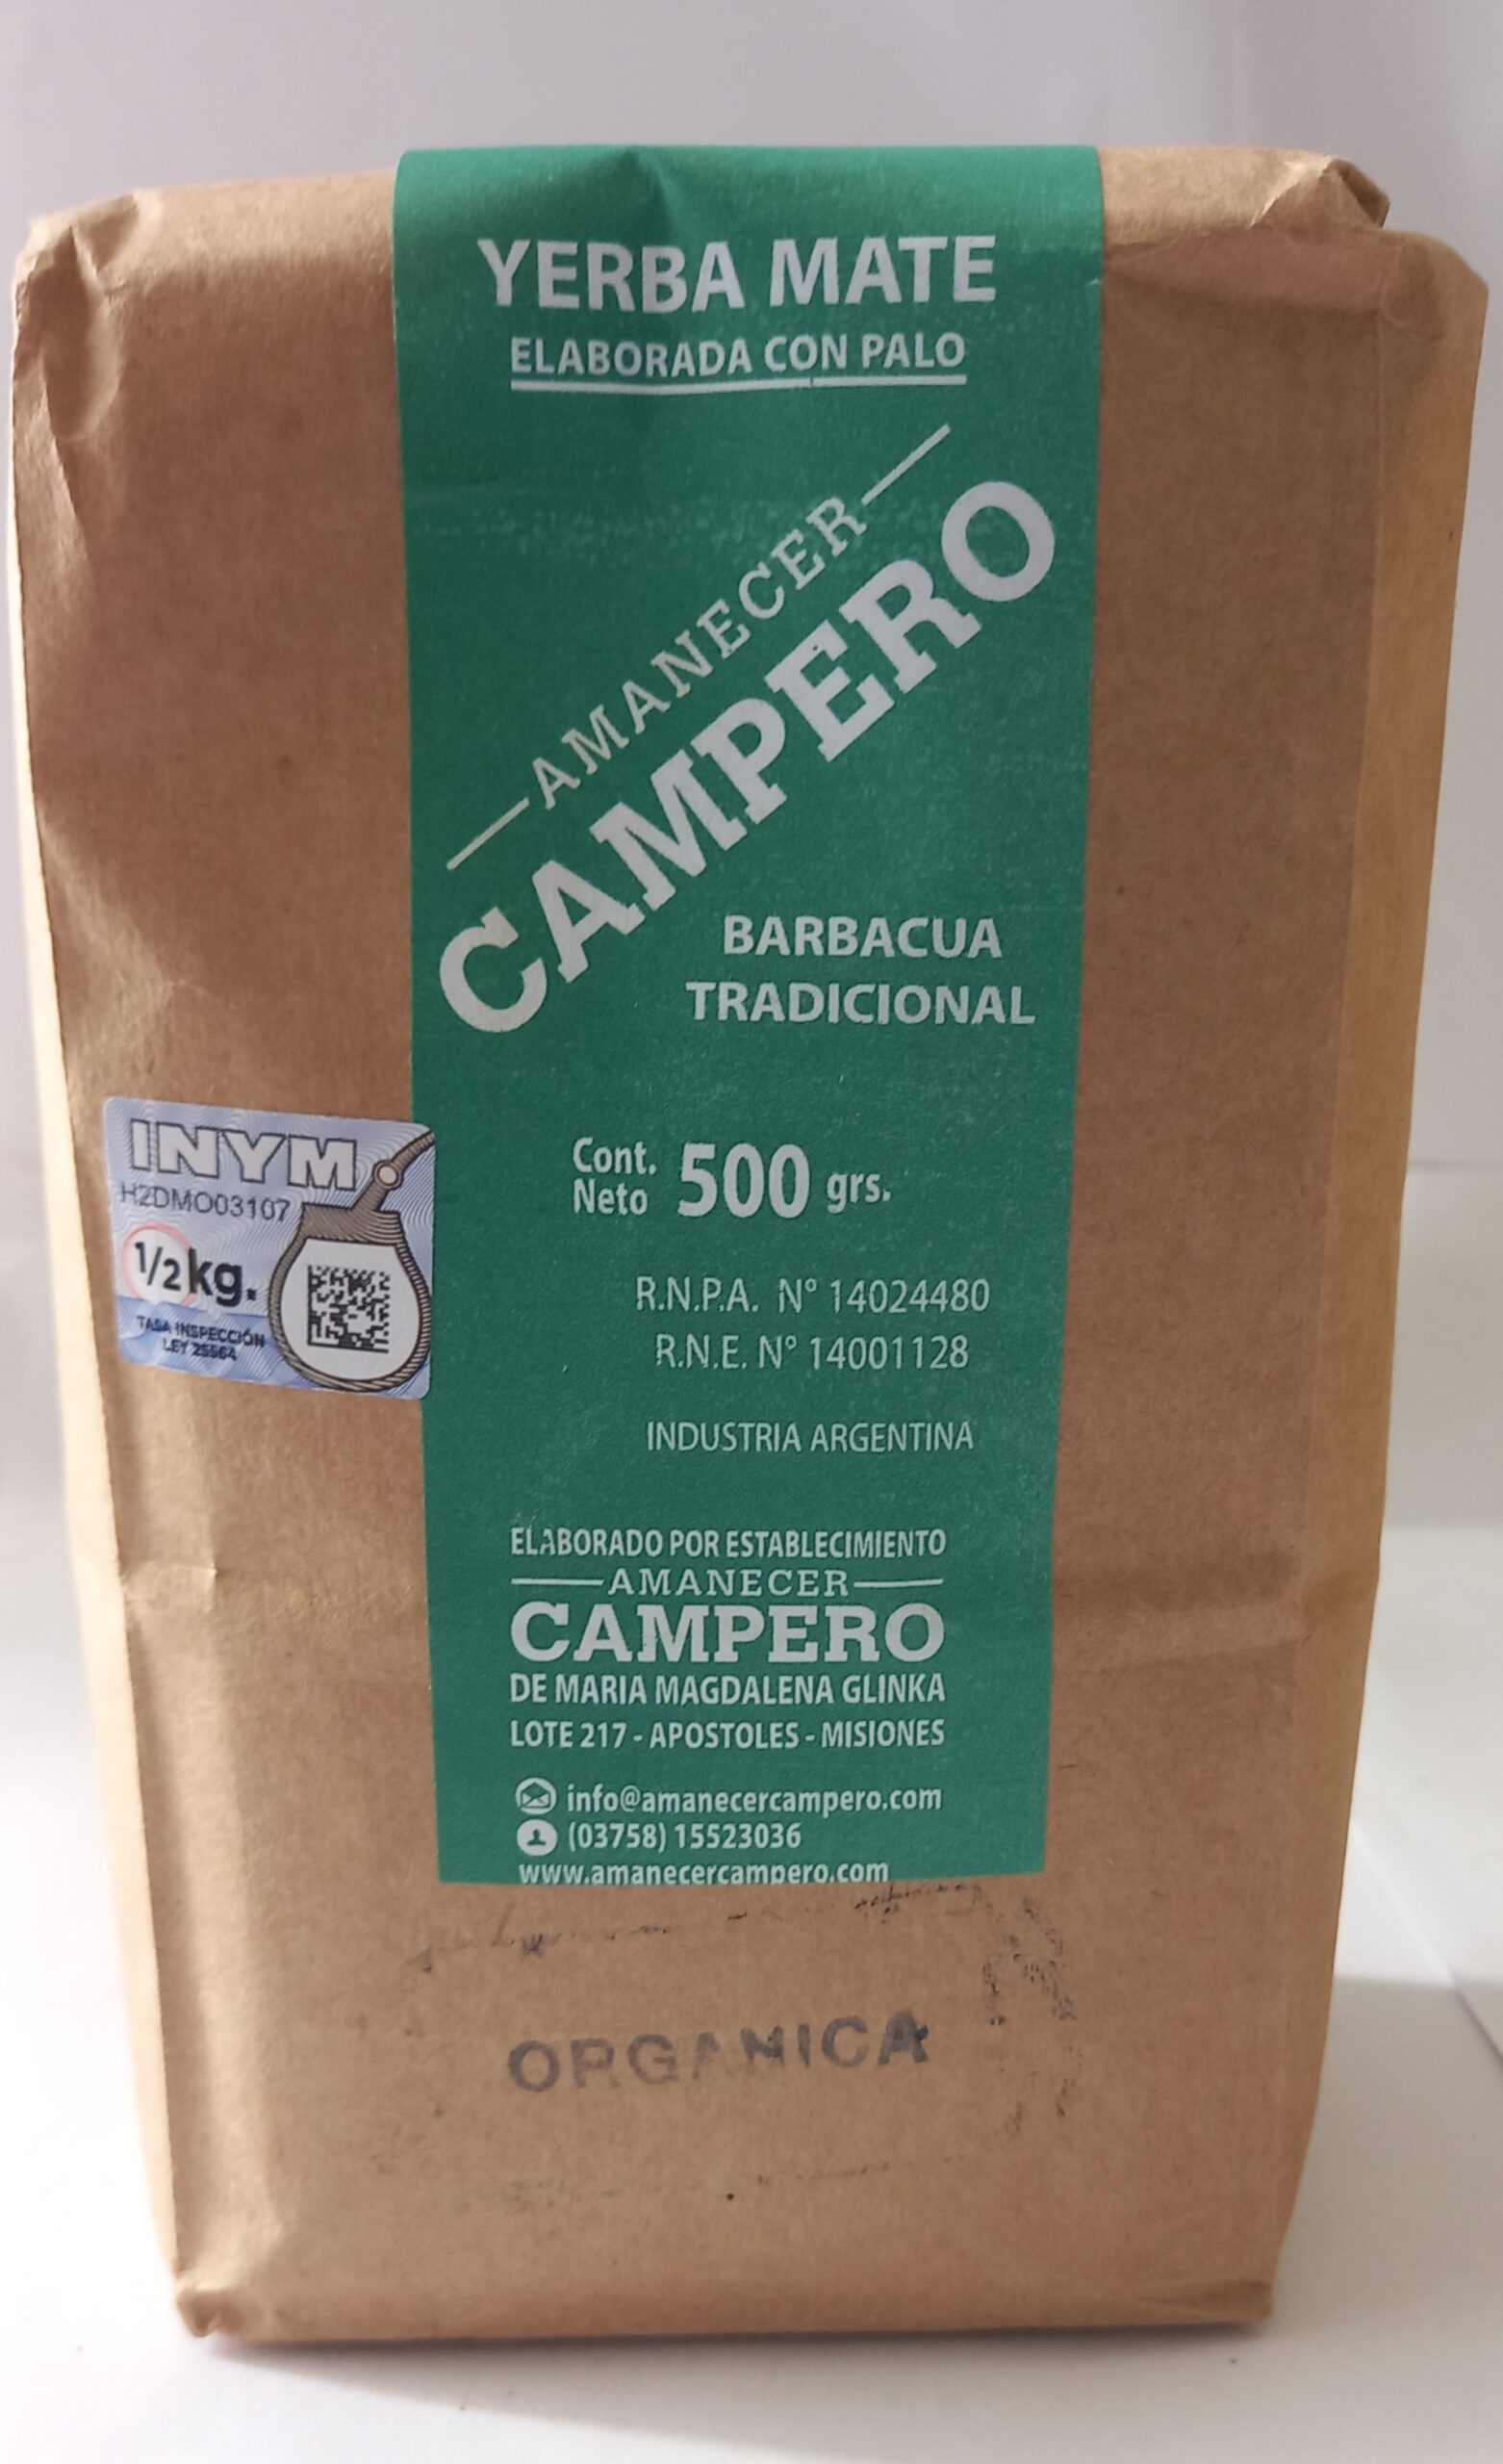 YERBA MATE
ELABORADA CON PALO
AMANECER
CAMPERO
BARBACUA
TRADICIONAL
INYM
H2DMO03107
1/2kg.
TASA INSPECCIÓN
LEY 25564
Cont.
Neto 500 grs.
R.N.P.A. N° 14024480
R.N.E. N° 14001128
INDUSTRIA ARGENTINA
ELABORADO POR ESTABLECIMIENTO
AMANECER
CAMPERO
DE MARIA MAGDALENA GLINKA
LOTE 217 - APOSTOLES - MISIONES
info@amanecercampero.com
(03758) 15523036
www.amanecercampero.com
ORGANICA